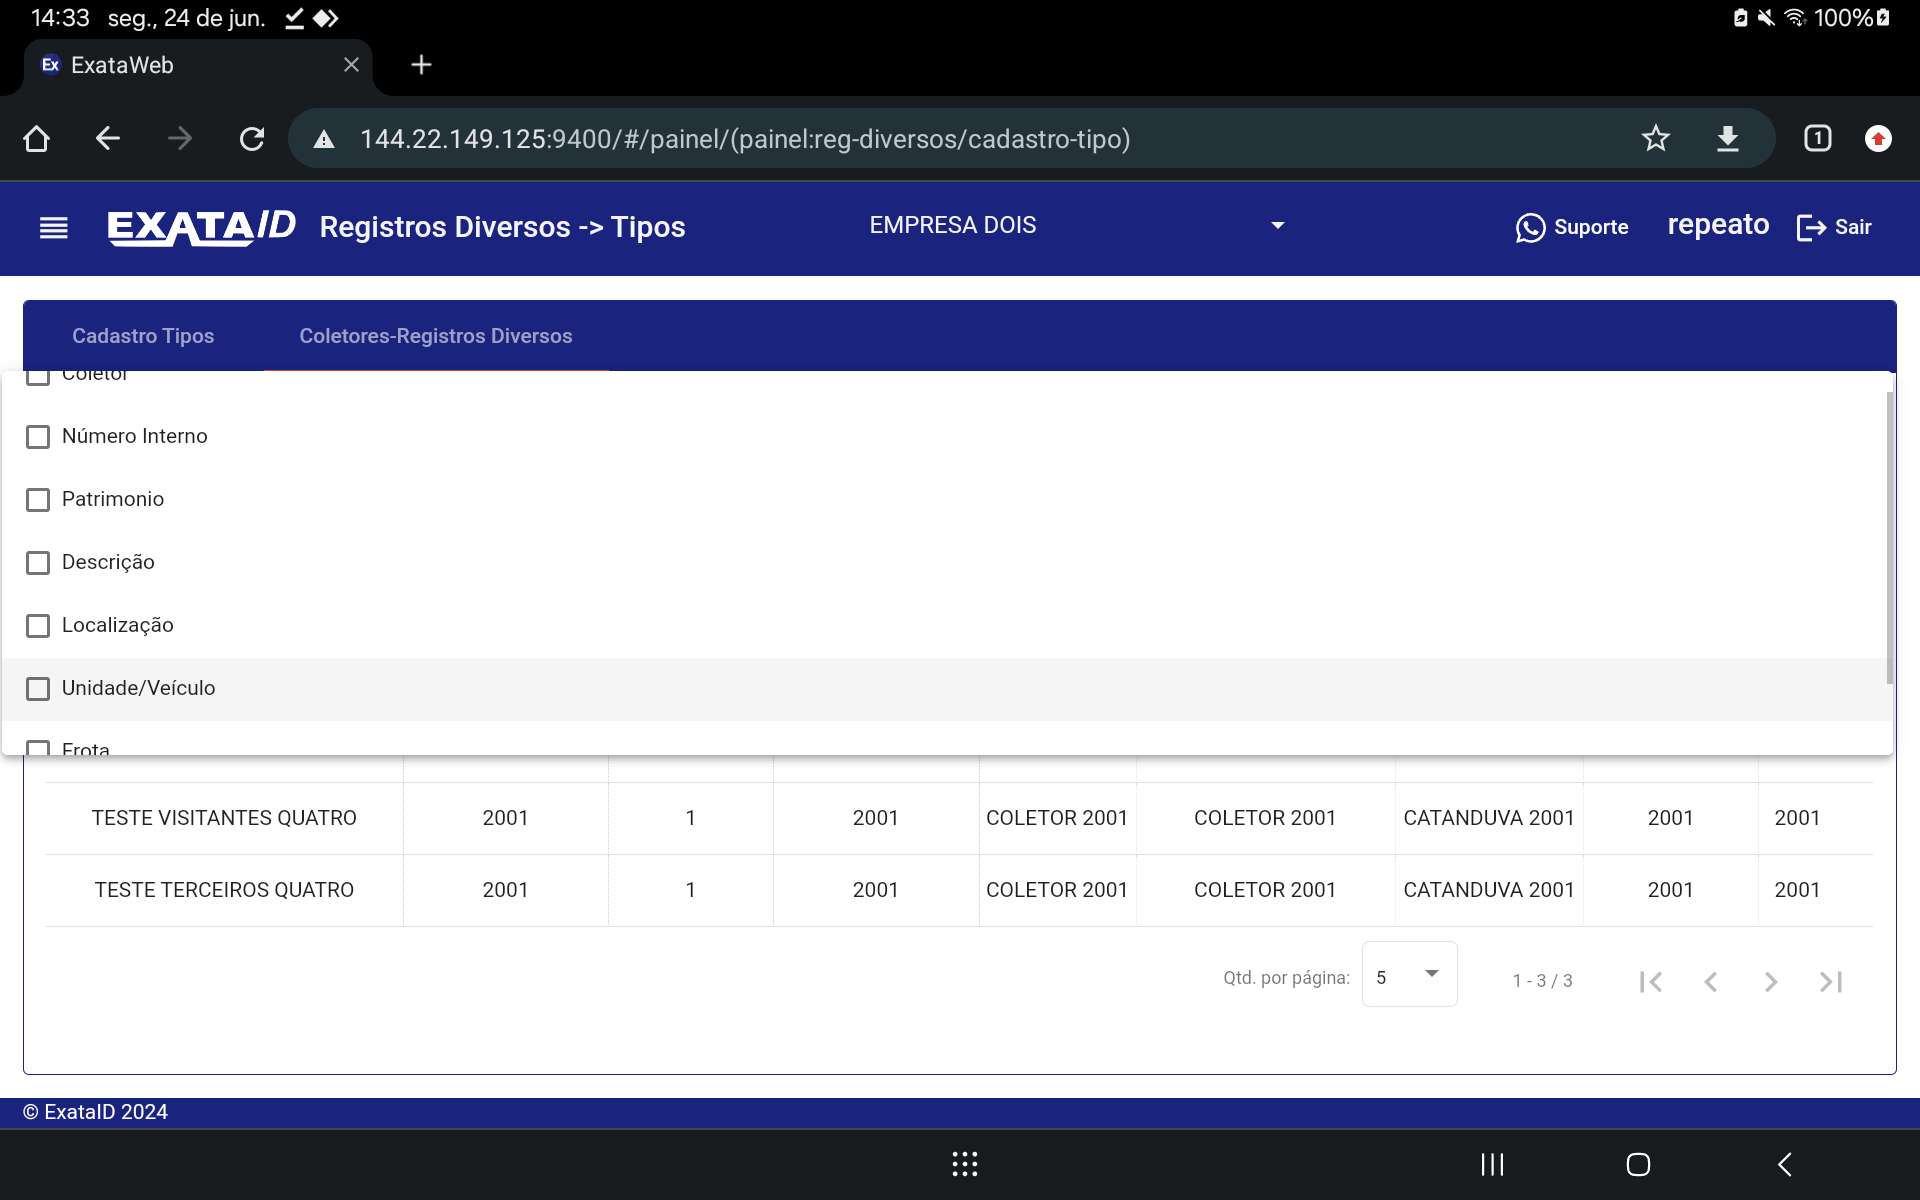 14:33 seg., 24 de jun. 100%
Ex ExataWeb
144.22.149.125:9400/#/painel/(painel:reg-diversos/cadastro-tipo) 1
EXATAID Registros Diversos -> Tipos EMPRESA DOIS Suporte repeato Sair
Cadastro Tipos Coletores-Registros Diversos
Coletor
Número Interno
Patrimonio
Descrição
Localização
Unidade/Veículo
Frota
TESTE VISITANTES QUATRO 2001 1 2001 COLETOR 2001 COLETOR 2001 CATANDUVA 2001 2001 2001
TESTE TERCEIROS QUATRO 2001 1 2001 COLETOR 2001 COLETOR 2001 CATANDUVA 2001 2001 2001
Qtd. por página: 5 1 - 3 / 3
© ExataID 2024